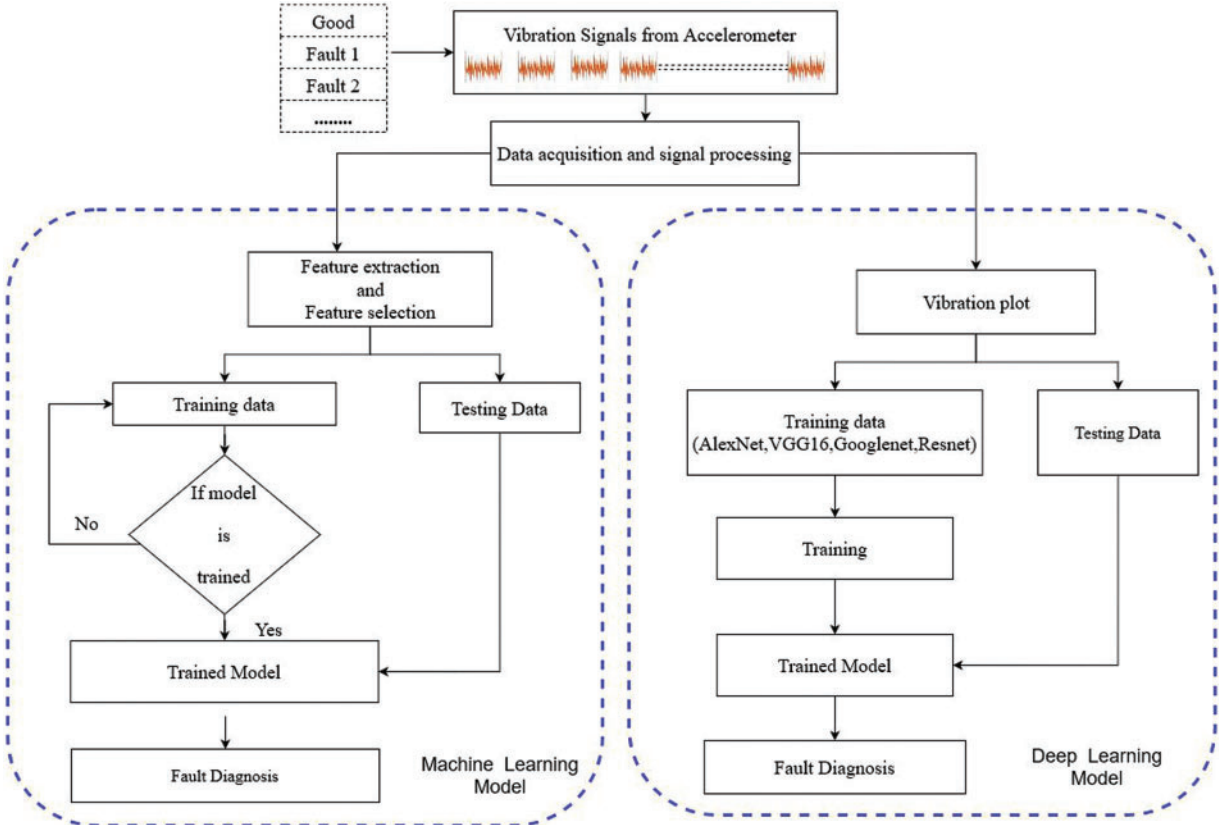 Good
Fault 1
Fault 2
........
Vibration Signals from Accelerometer
Data acquisition and signal processing
Feature extraction
and
Feature selection
Training data
Testing Data
If model
is
trained
No
Yes
Trained Model
Fault Diagnosis
Machine Learning
Model
Vibration plot
Training data
(AlexNet,VGG16,Googlenet,Resnet)
Testing Data
Training
Trained Model
Fault Diagnosis
Deep Learning
Model